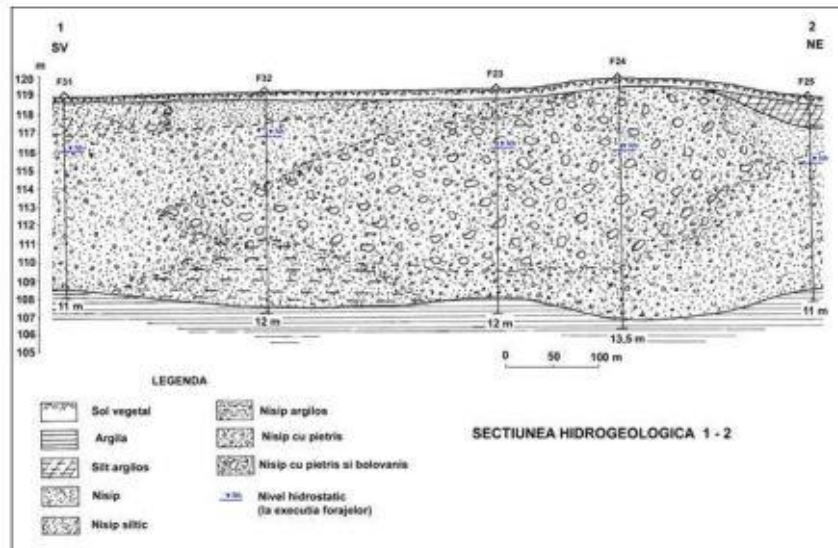 1
SV
2
NE
m
F31
F32
F23
F24
F25
120
119
118
117
116
115
114
113
112
111
110
109
108
107
106
105
11 m
12 m
12 m
13,5 m
11 m
0 50 100 m
LEGENDA
Sol vegetal
Argila
Silt argilos
Nisip
Nisip siltic
Nisip argilos
Nisip cu pietris
Nisip cu pietris si bolovanis
Nivel hidrostatic
(la executia forajelor)
SECTIUNEA HIDROGEOLOGICA 1 - 2